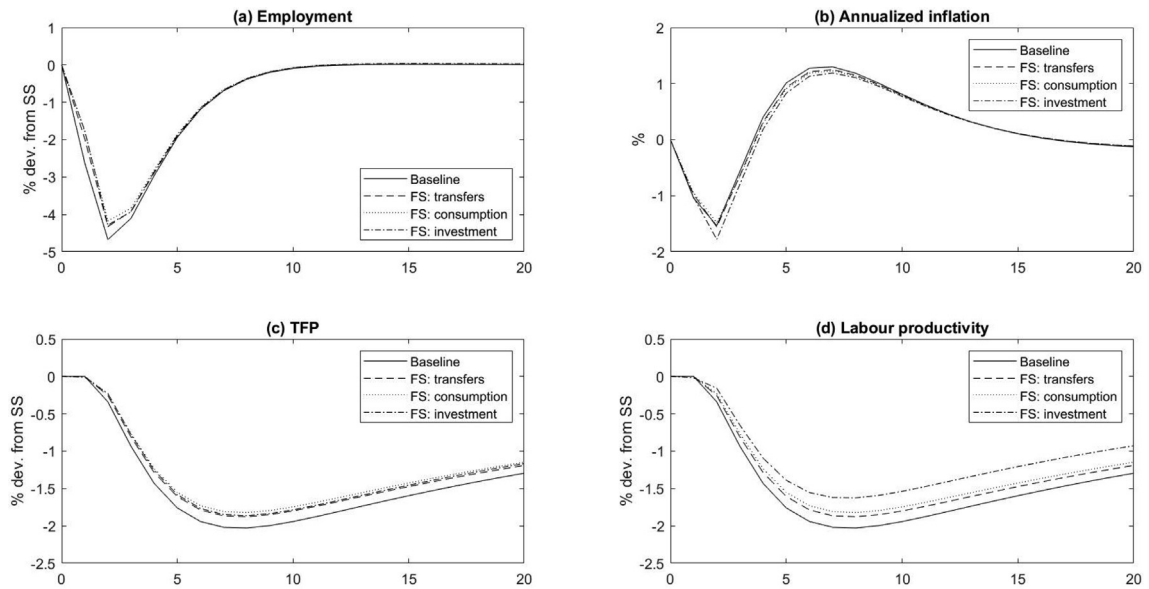 (a) Employment
% dev. from SS
1
0
-1
-2
-3
-4
-5
0
5
10
15
20
Baseline
FS: transfers
FS: consumption
FS: investment
(b) Annualized inflation
%
2
1
0
-1
-2
0
5
10
15
20
Baseline
FS: transfers
FS: consumption
FS: investment
(c) TFP
% dev. from SS
0.5
0
-0.5
-1
-1.5
-2
-2.5
0
5
10
15
20
Baseline
FS: transfers
FS: consumption
FS: investment
(d) Labour productivity
% dev. from SS
0.5
0
-0.5
-1
-1.5
-2
-2.5
0
5
10
15
20
Baseline
FS: transfers
FS: consumption
FS: investment